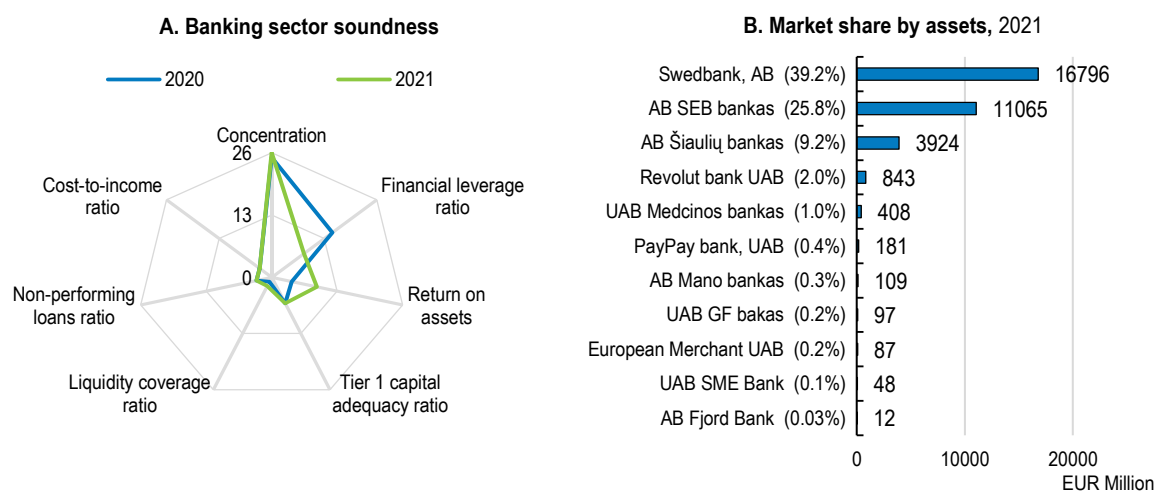 A. Banking sector soundness
2020
2021
Concentration
26
13
0
Financial leverage
ratio
Return on
assets
Tier 1 capital
adequacy ratio
Liquidity coverage
ratio
Non-performing
loans ratio
Cost-to-income
ratio
B. Market share by assets, 2021
Swedbank, AB (39.2%) 16796
AB SEB bankas (25.8%) 11065
AB Šiaulių bankas (9.2%) 3924
Revolut bank UAB (2.0%) 843
UAB Medcinos bankas (1.0%) 408
PayPay bank, UAB (0.4%) 181
AB Mano bankas (0.3%) 109
UAB GF bakas (0.2%) 97
European Merchant UAB (0.2%) 87
UAB SME Bank (0.1%) 48
AB Fjord Bank (0.03%) 12
0 10000 20000
EUR Million